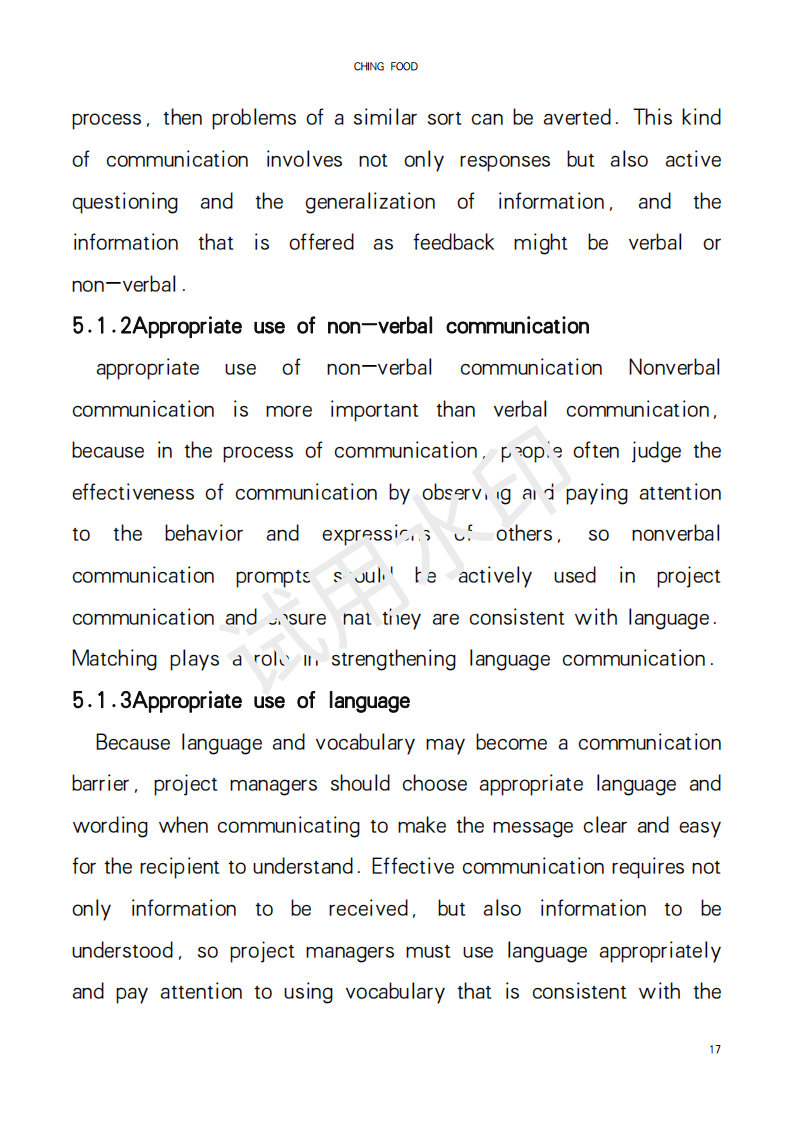 CHING FOOD
process, then problems of a similar sort can be averted. This kind
of communication involves not only responses but also active
questioning and the generalization of information, and the
information that is offered as feedback might be verbal or
non—verbal.
5.1.2Appropriate use of non—verbal communication
appropriate use of non—verbal communication Nonverbal
communication is more important than verbal communication,
because in the process of communication, people often judge the
effectiveness of communication by observing and paying attention
to the behavior and expressions of others, so nonverbal
communication prompts should be actively used in project
communication and ensure that they are consistent with language.
Matching plays a role in strengthening language communication.
5.1.3Appropriate use of language
Because language and vocabulary may become a communication
barrier, project managers should choose appropriate language and
wording when communicating to make the message clear and easy
for the recipient to understand. Effective communication requires not
only information to be received, but also information to be
understood, so project managers must use language appropriately
and pay attention to using vocabulary that is consistent with the
17
试用水印